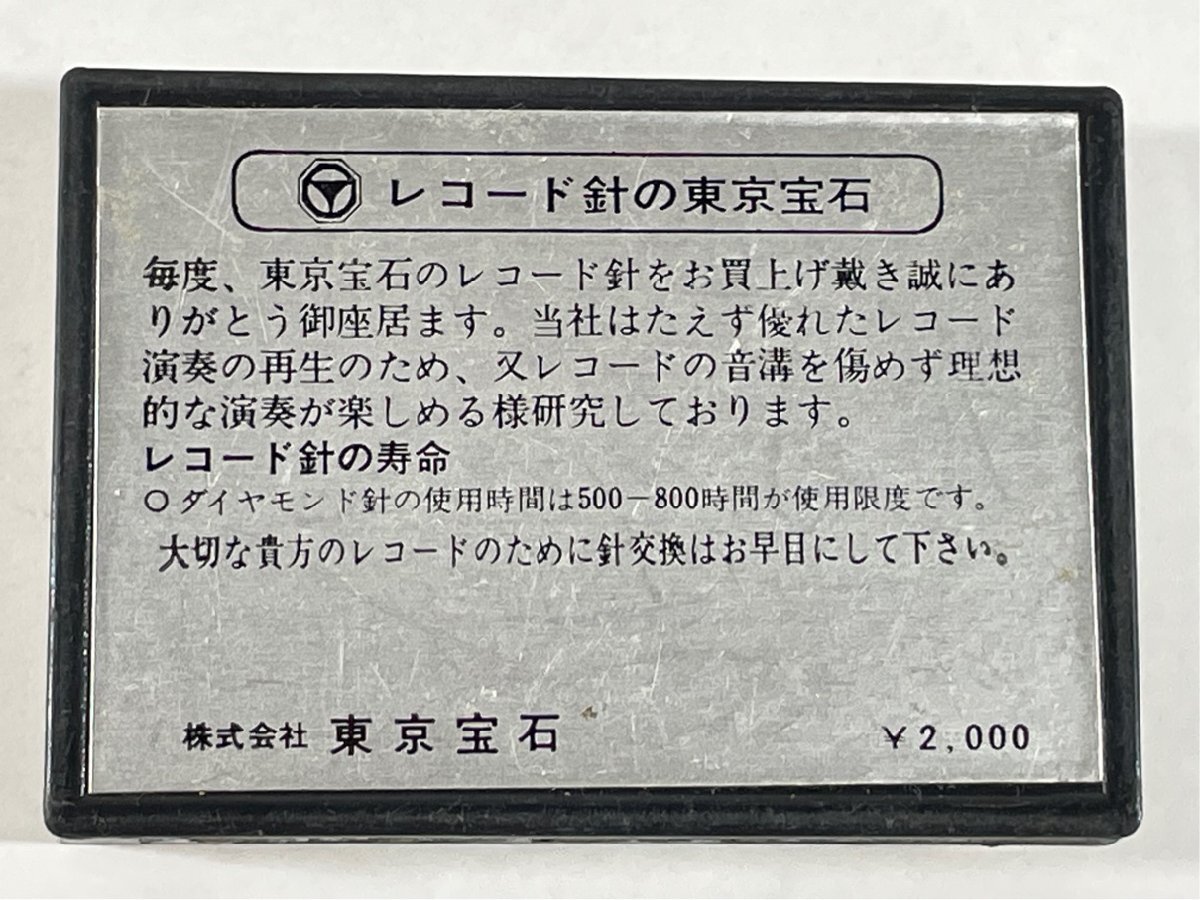 レコード針の東京宝石
毎度、東京宝石のレコード針をお買上げ戴き誠にあ
りがとう御座居ます。当社はたえず優れたレコード
演奏の再生のため、又レコードの音溝を傷めず理想
的な演奏が楽しめる様研究しております。
レコード針の寿命
○ダイヤモンド針の使用時間は500－800時間が使用限度です。
大切な貴方のレコードのために針交換はお早目にして下さい。
株式会社 東京宝石 ￥2,000